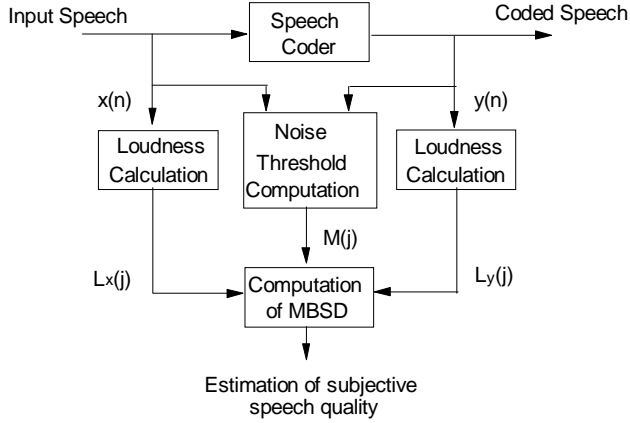 Input Speech
Coded Speech
Speech
Coder
x(n)
y(n)
Loudness
Calculation
Noise
Threshold
Computation
Loudness
Calculation
M(j)
Lx(j)
Ly(j)
Computation
of MBSD
Estimation of subjective
speech quality